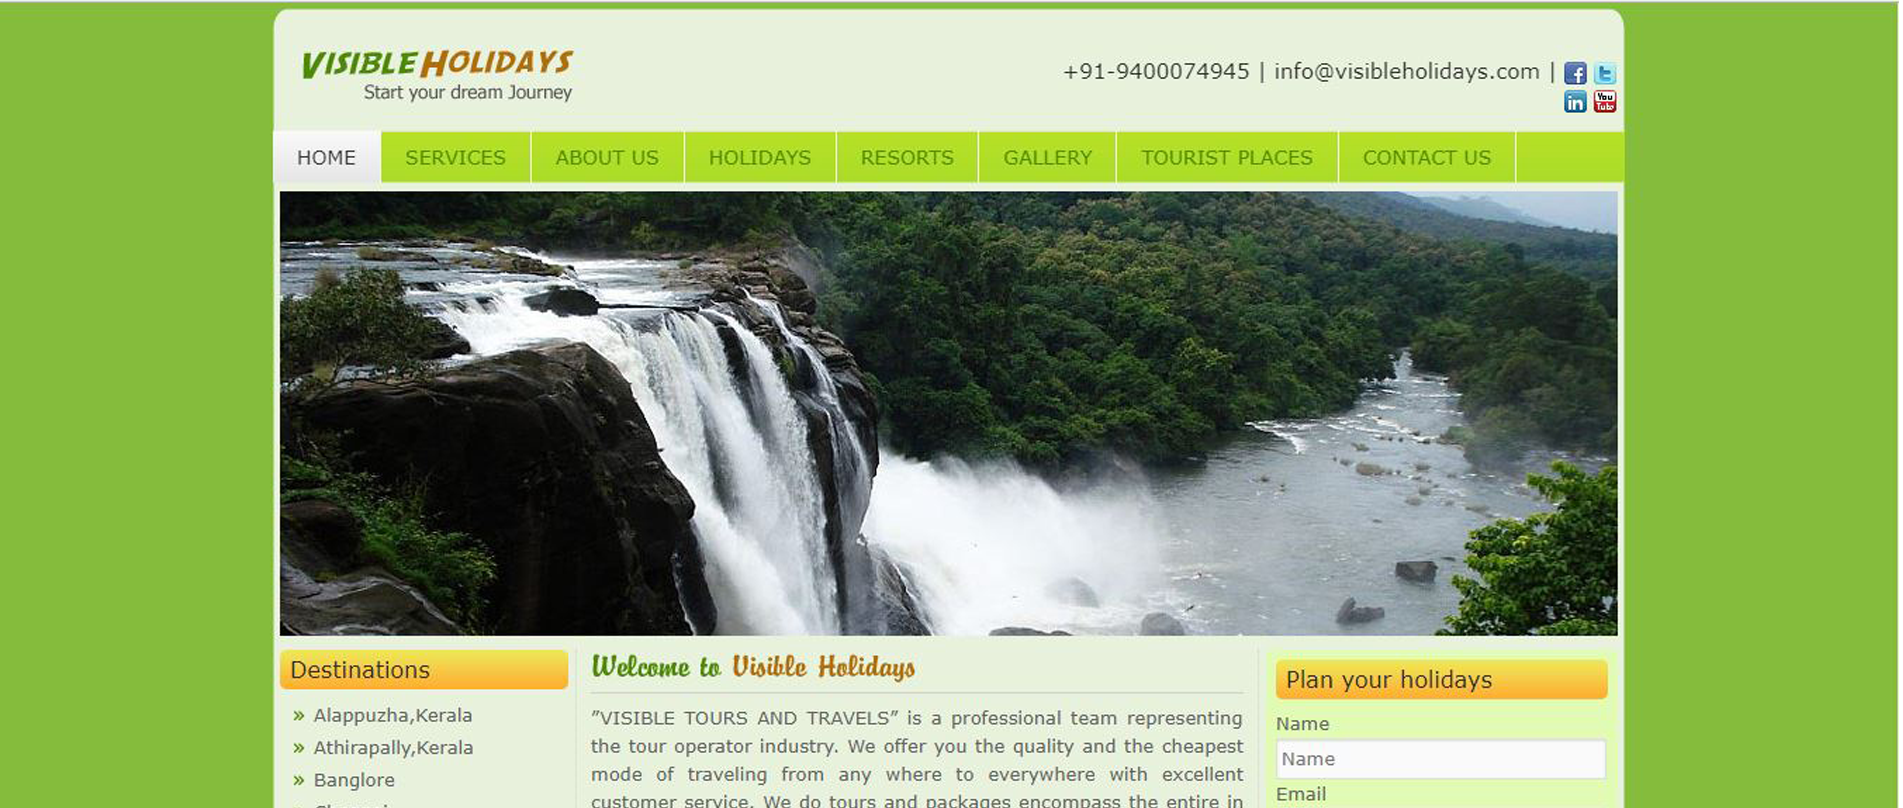 VISIBLE HOLIDAYS
Start your dream Journey
+91-9400074945 | info@visibleholidays.com |
You
Tube
HOME
SERVICES
ABOUT US
HOLIDAYS
RESORTS
GALLERY
TOURIST PLACES
CONTACT US
Destinations
Alappuzha,Kerala
Athirapally,Kerala
Banglore
Welcome to Visible Holidays
”VISIBLE TOURS AND TRAVELS” is a professional team representing
the tour operator industry. We offer you the quality and the cheapest
mode of traveling from any where to everywhere with excellent
customer service. We do tours and packages encompass the entire in
Plan your holidays
Name
Name
Email